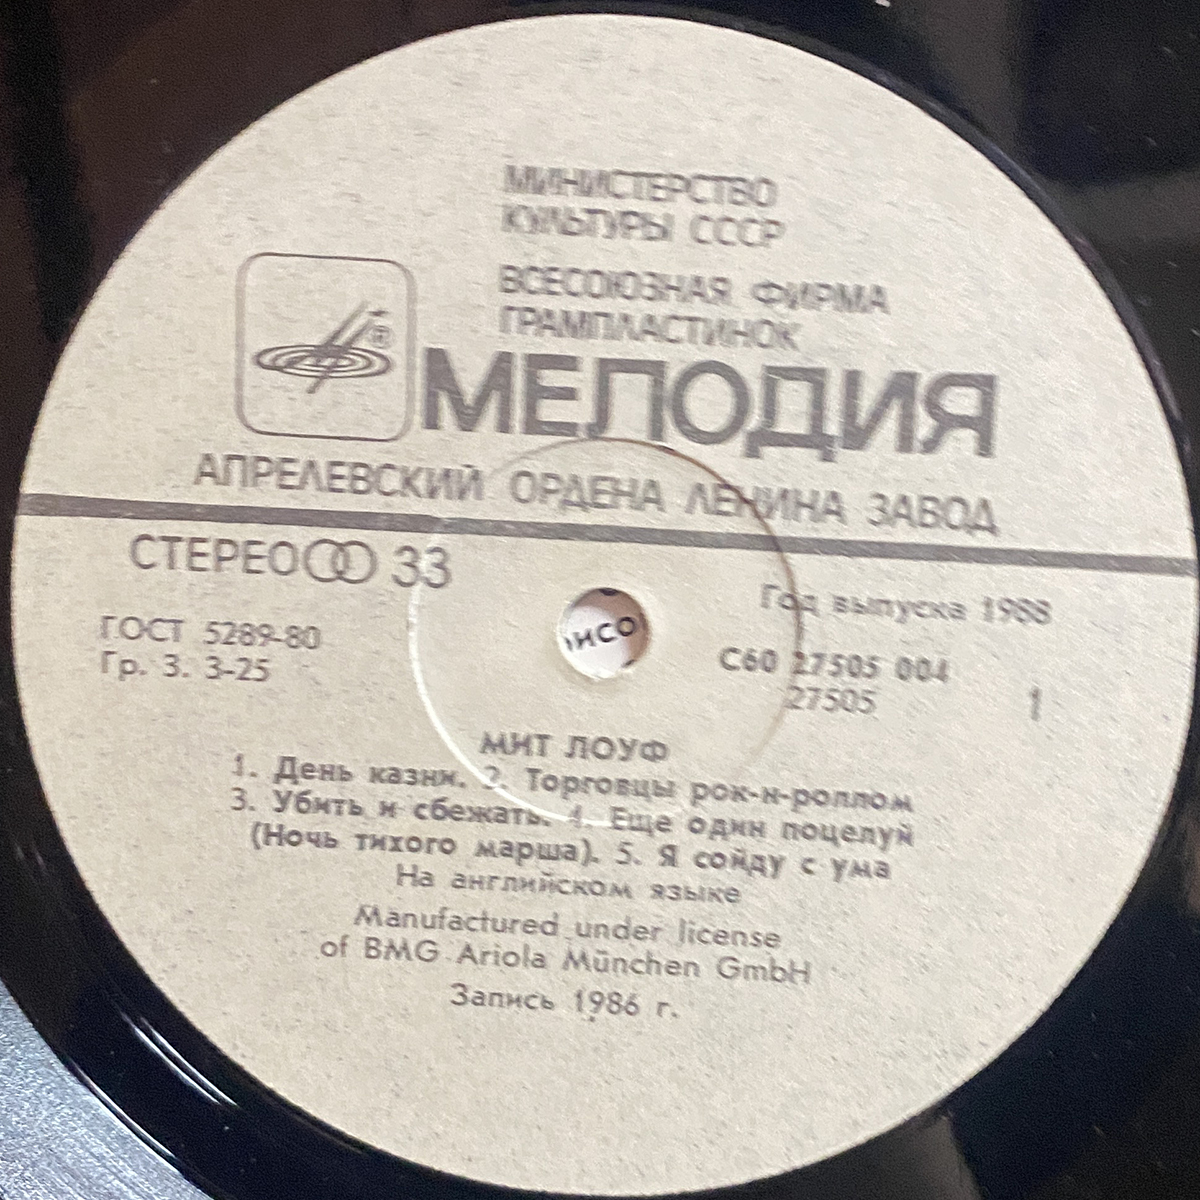 МИНИСТЕРСТВО
КУЛЬТУРЫ СССР
ВСЕСОЮЗНАЯ ФИРМА
ГРАМПЛАСТИНОК
МЕЛОДИЯ
®
АПРЕЛЕВСКИЙ ОРДЕНА ЛЕНИНА ЗАВОД
СТЕРЕО 33
Год выпуска 1988
ГОСТ 5289-80
Гр. 3. 3-25
С60 27505 004
27505
1
МИТ ЛОУФ
1. День казни. 2. Торговцы рок-н-роллом
3. Убить и сбежать. 4. Еще один поцелуй
(Ночь тихого марша). 5. Я сойду с ума
На английском языке
Manufactured under license
of BMG Ariola München GmbH
Запись 1986 г.